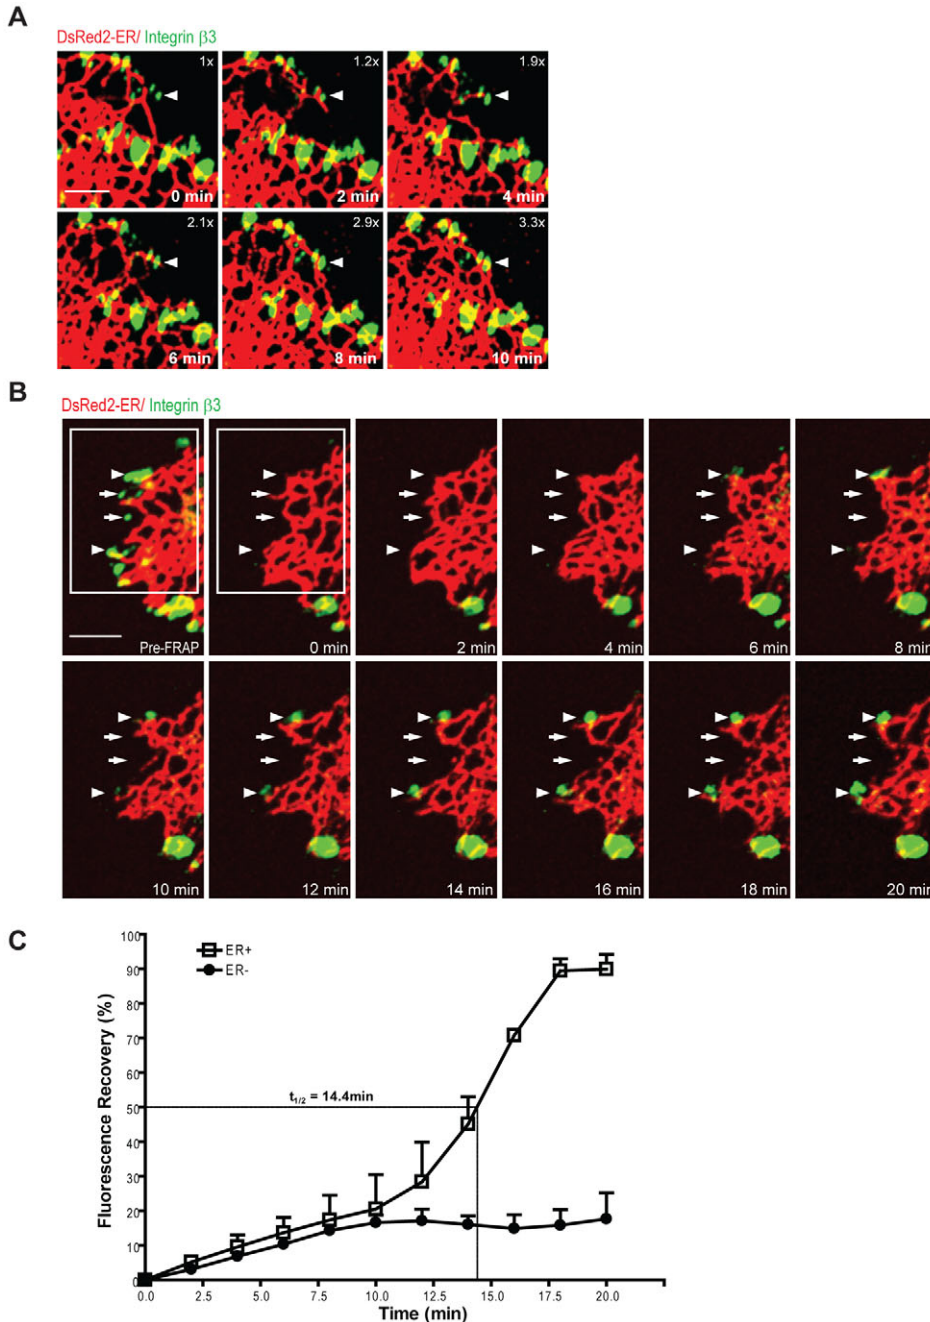 A
DsRed2-ER/ Integrin β3
1x
1.2x
1.9x
0 min
2 min
4 min
2.1x
2.9x
3.3x
6 min
8 min
10 min
B
DsRed2-ER/ Integrin β3
Pre-FRAP
0 min
2 min
4 min
6 min
8 min
10 min
12 min
14 min
16 min
18 min
20 min
C
Fluorescence Recovery (%)
100
90
80
70
60
50
40
30
20
10
0
ER+
ER-
t1/2 = 14.4min
0.0
2.5
5.0
7.5
10.0
12.5
15.0
17.5
20.0
Time (min)